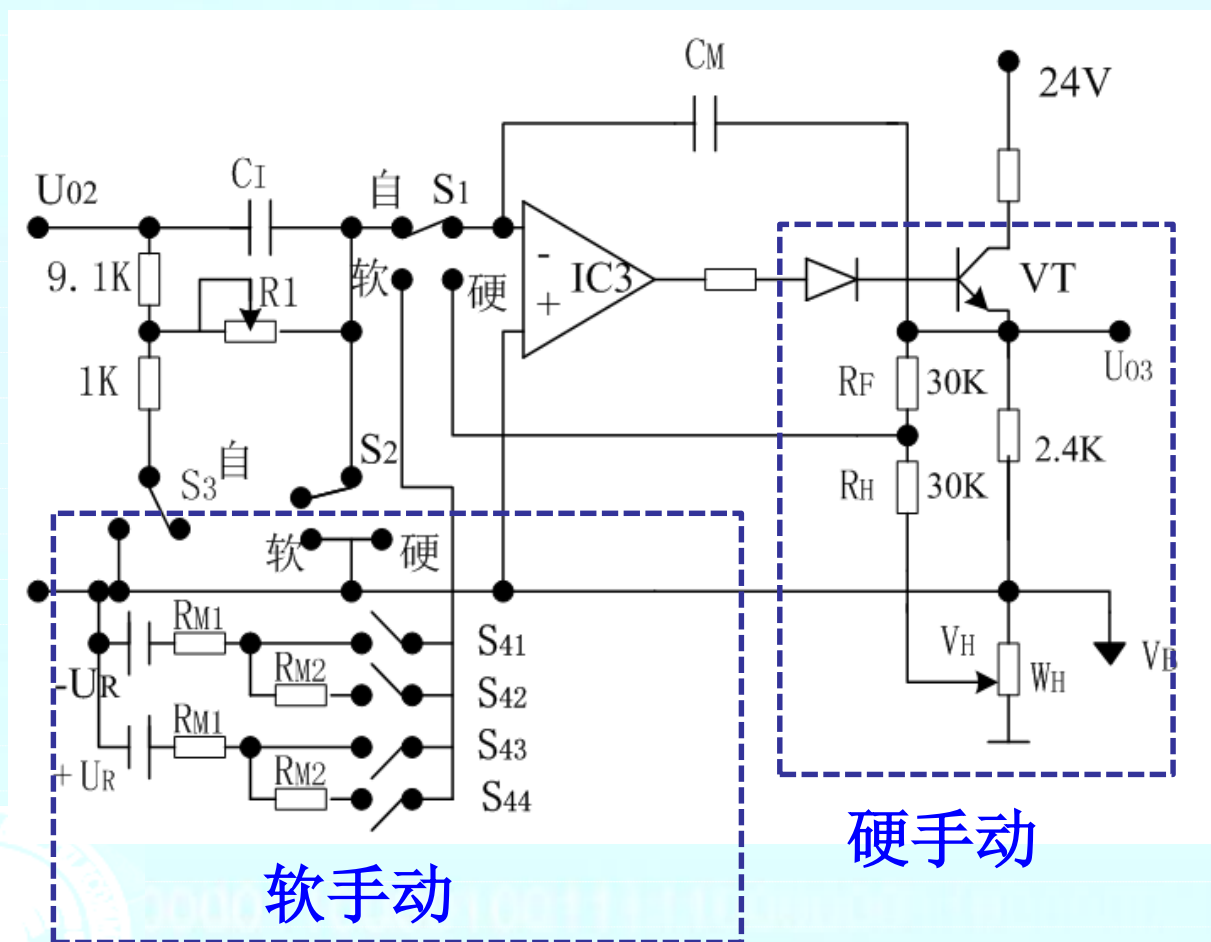 CM
24V
U02
CI
自
S1
9.1K
R1
软
硬
-
+
IC3
VT
1K
RF
30K
U03
S3
自
S2
2.4K
RH
30K
软
硬
RM1
S41
VH
WH
-UR
RM2
S42
RM1
S43
+UR
RM2
S44
硬手动
软手动